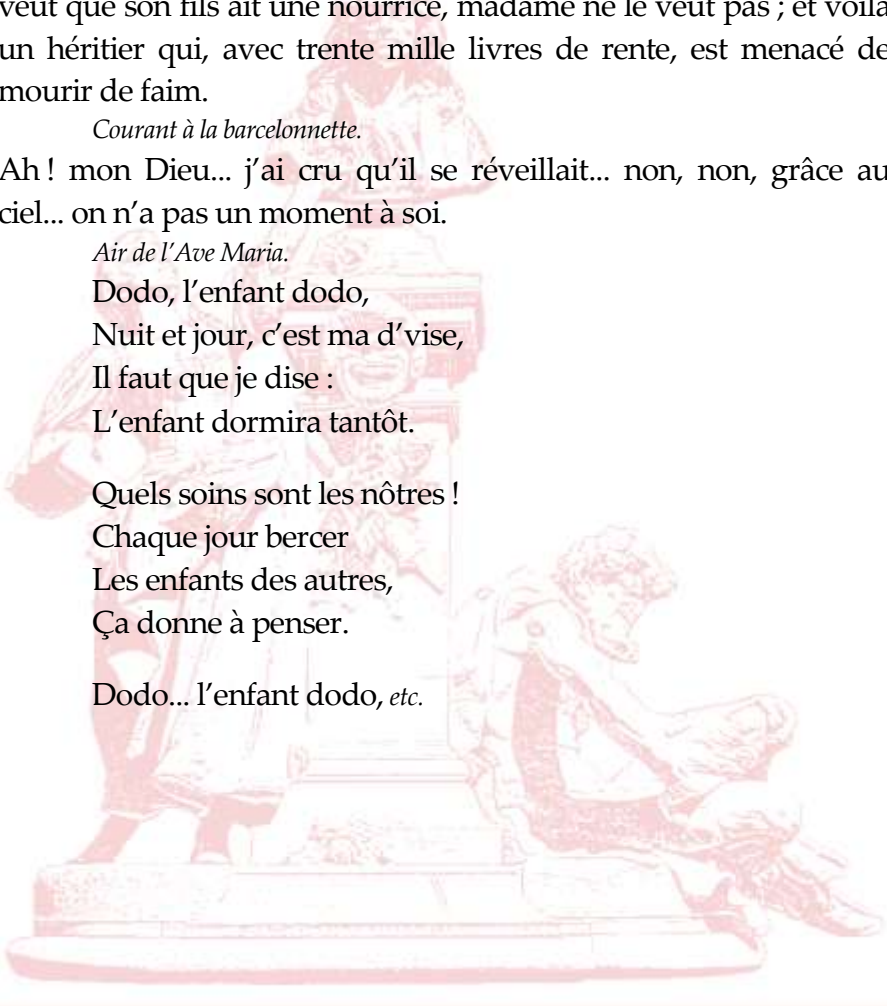 veut que son fils ait une nourrice, madame ne le veut pas ; et voilà
un héritier qui, avec trente mille livres de rente, est menacé de
mourir de faim.
Courant à la barcelonnette.
Ah ! mon Dieu... j’ai cru qu’il se réveillait... non, non, grâce au
ciel... on n’a pas un moment à soi.
Air de l’Ave Maria.
Dodo, l’enfant dodo,
Nuit et jour, c’est ma d’vise,
Il faut que je dise :
L’enfant dormira tantôt.
Quels soins sont les nôtres !
Chaque jour bercer
Les enfants des autres,
Ça donne à penser.
Dodo... l’enfant dodo, etc.